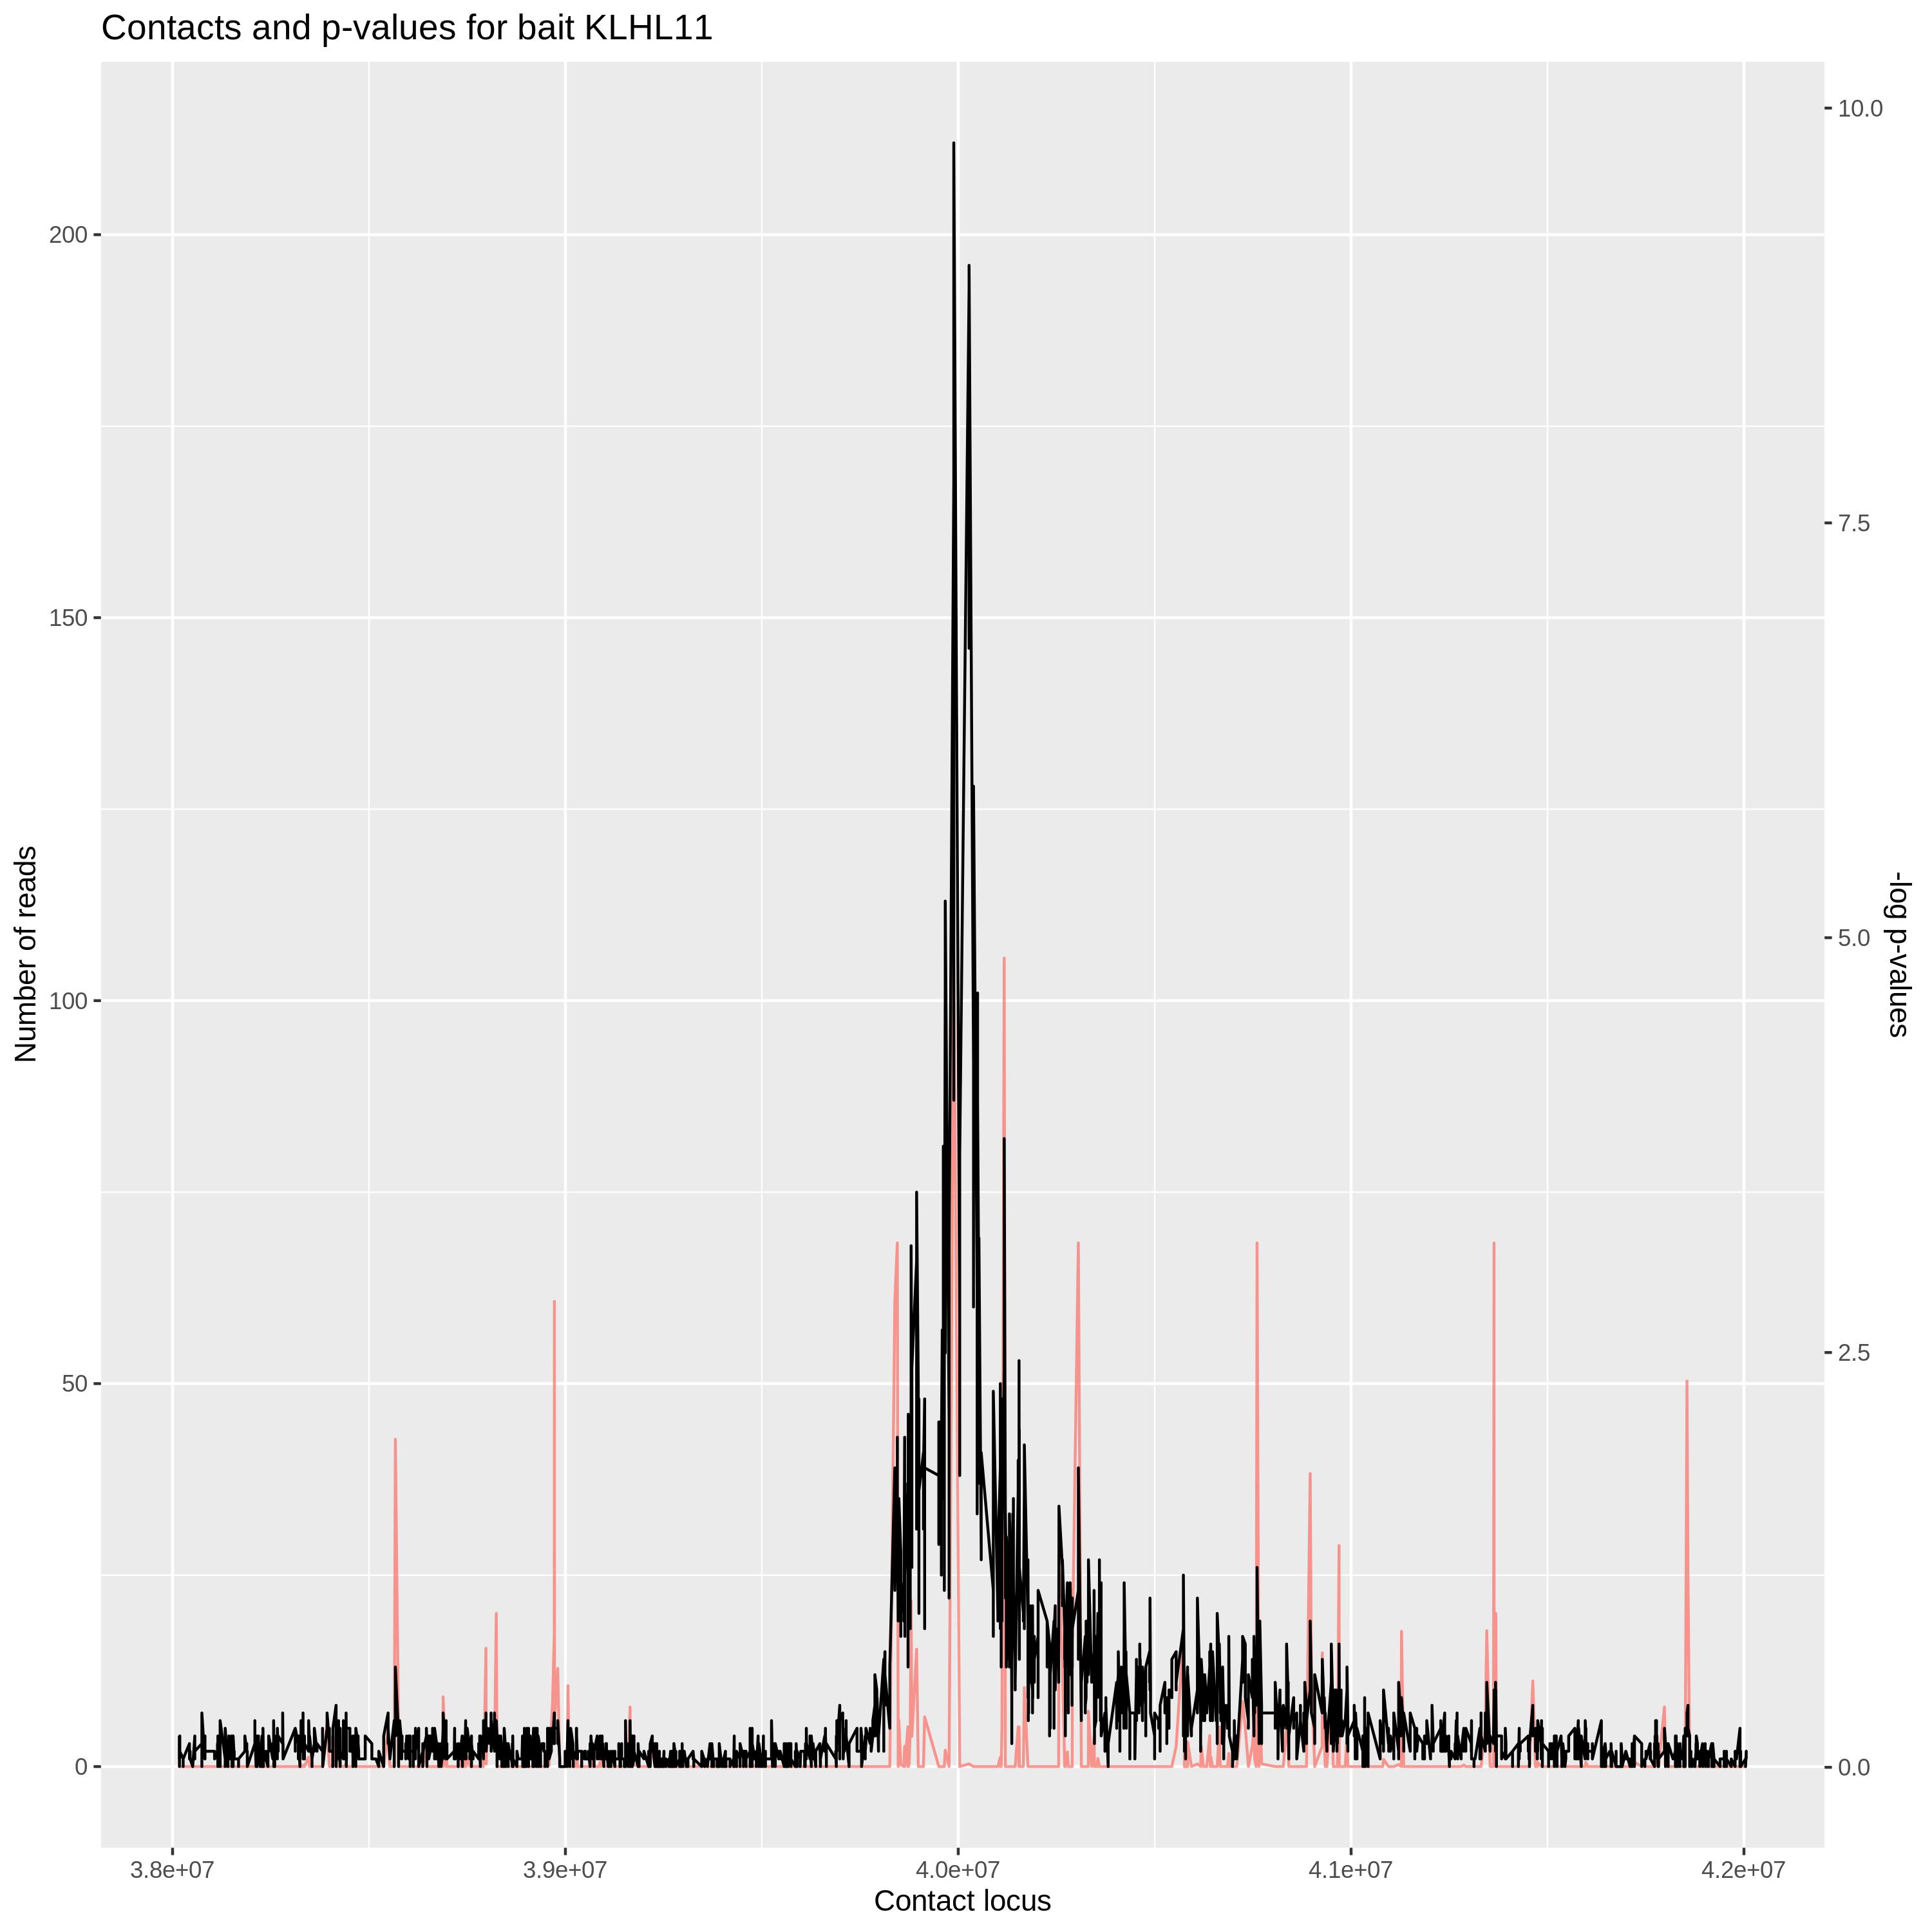 Contacts and p-values for bait KLHL11
Number of reads
200
150
100
50
0
10.0
7.5
5.0
2.5
0.0
-log p-values
3.8e+07 3.9e+07 4.0e+07 4.1e+07 4.2e+07
Contact locus